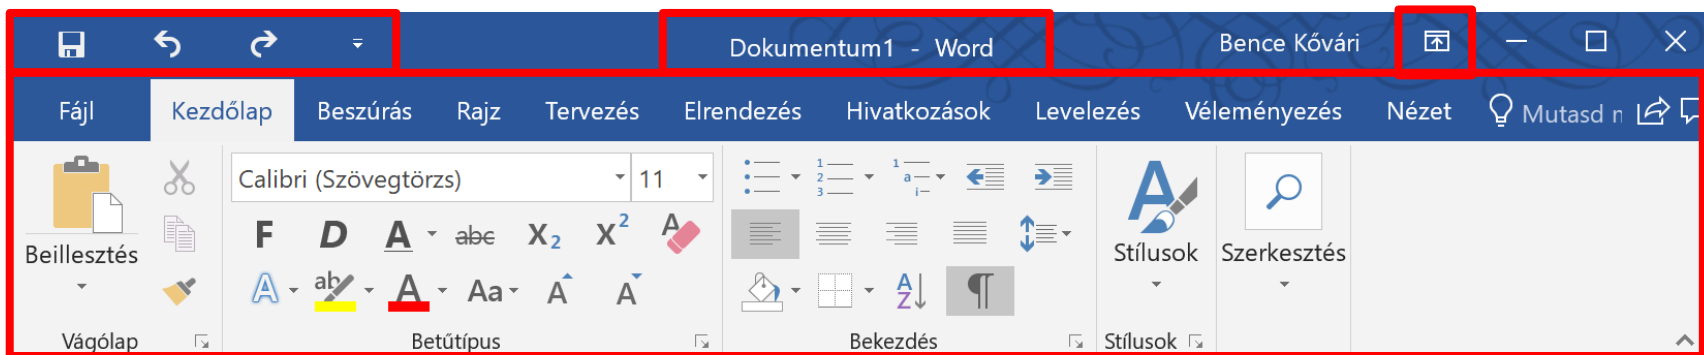 Dokumentum1 - Word Bence Kővári
Fájl Kezdőlap Beszúrás Rajz Tervezés Elrendezés Hivatkozások Levelezés Véleményezés Nézet Mutasd
Calibri (Szövegtörzs) 11
F D A abc X₂ X² A
Beillesztés Stílusok Szerkesztés
A ab A Aa A A A Z ¶
Vágólap Betűtípus Bekezdés Stílusok